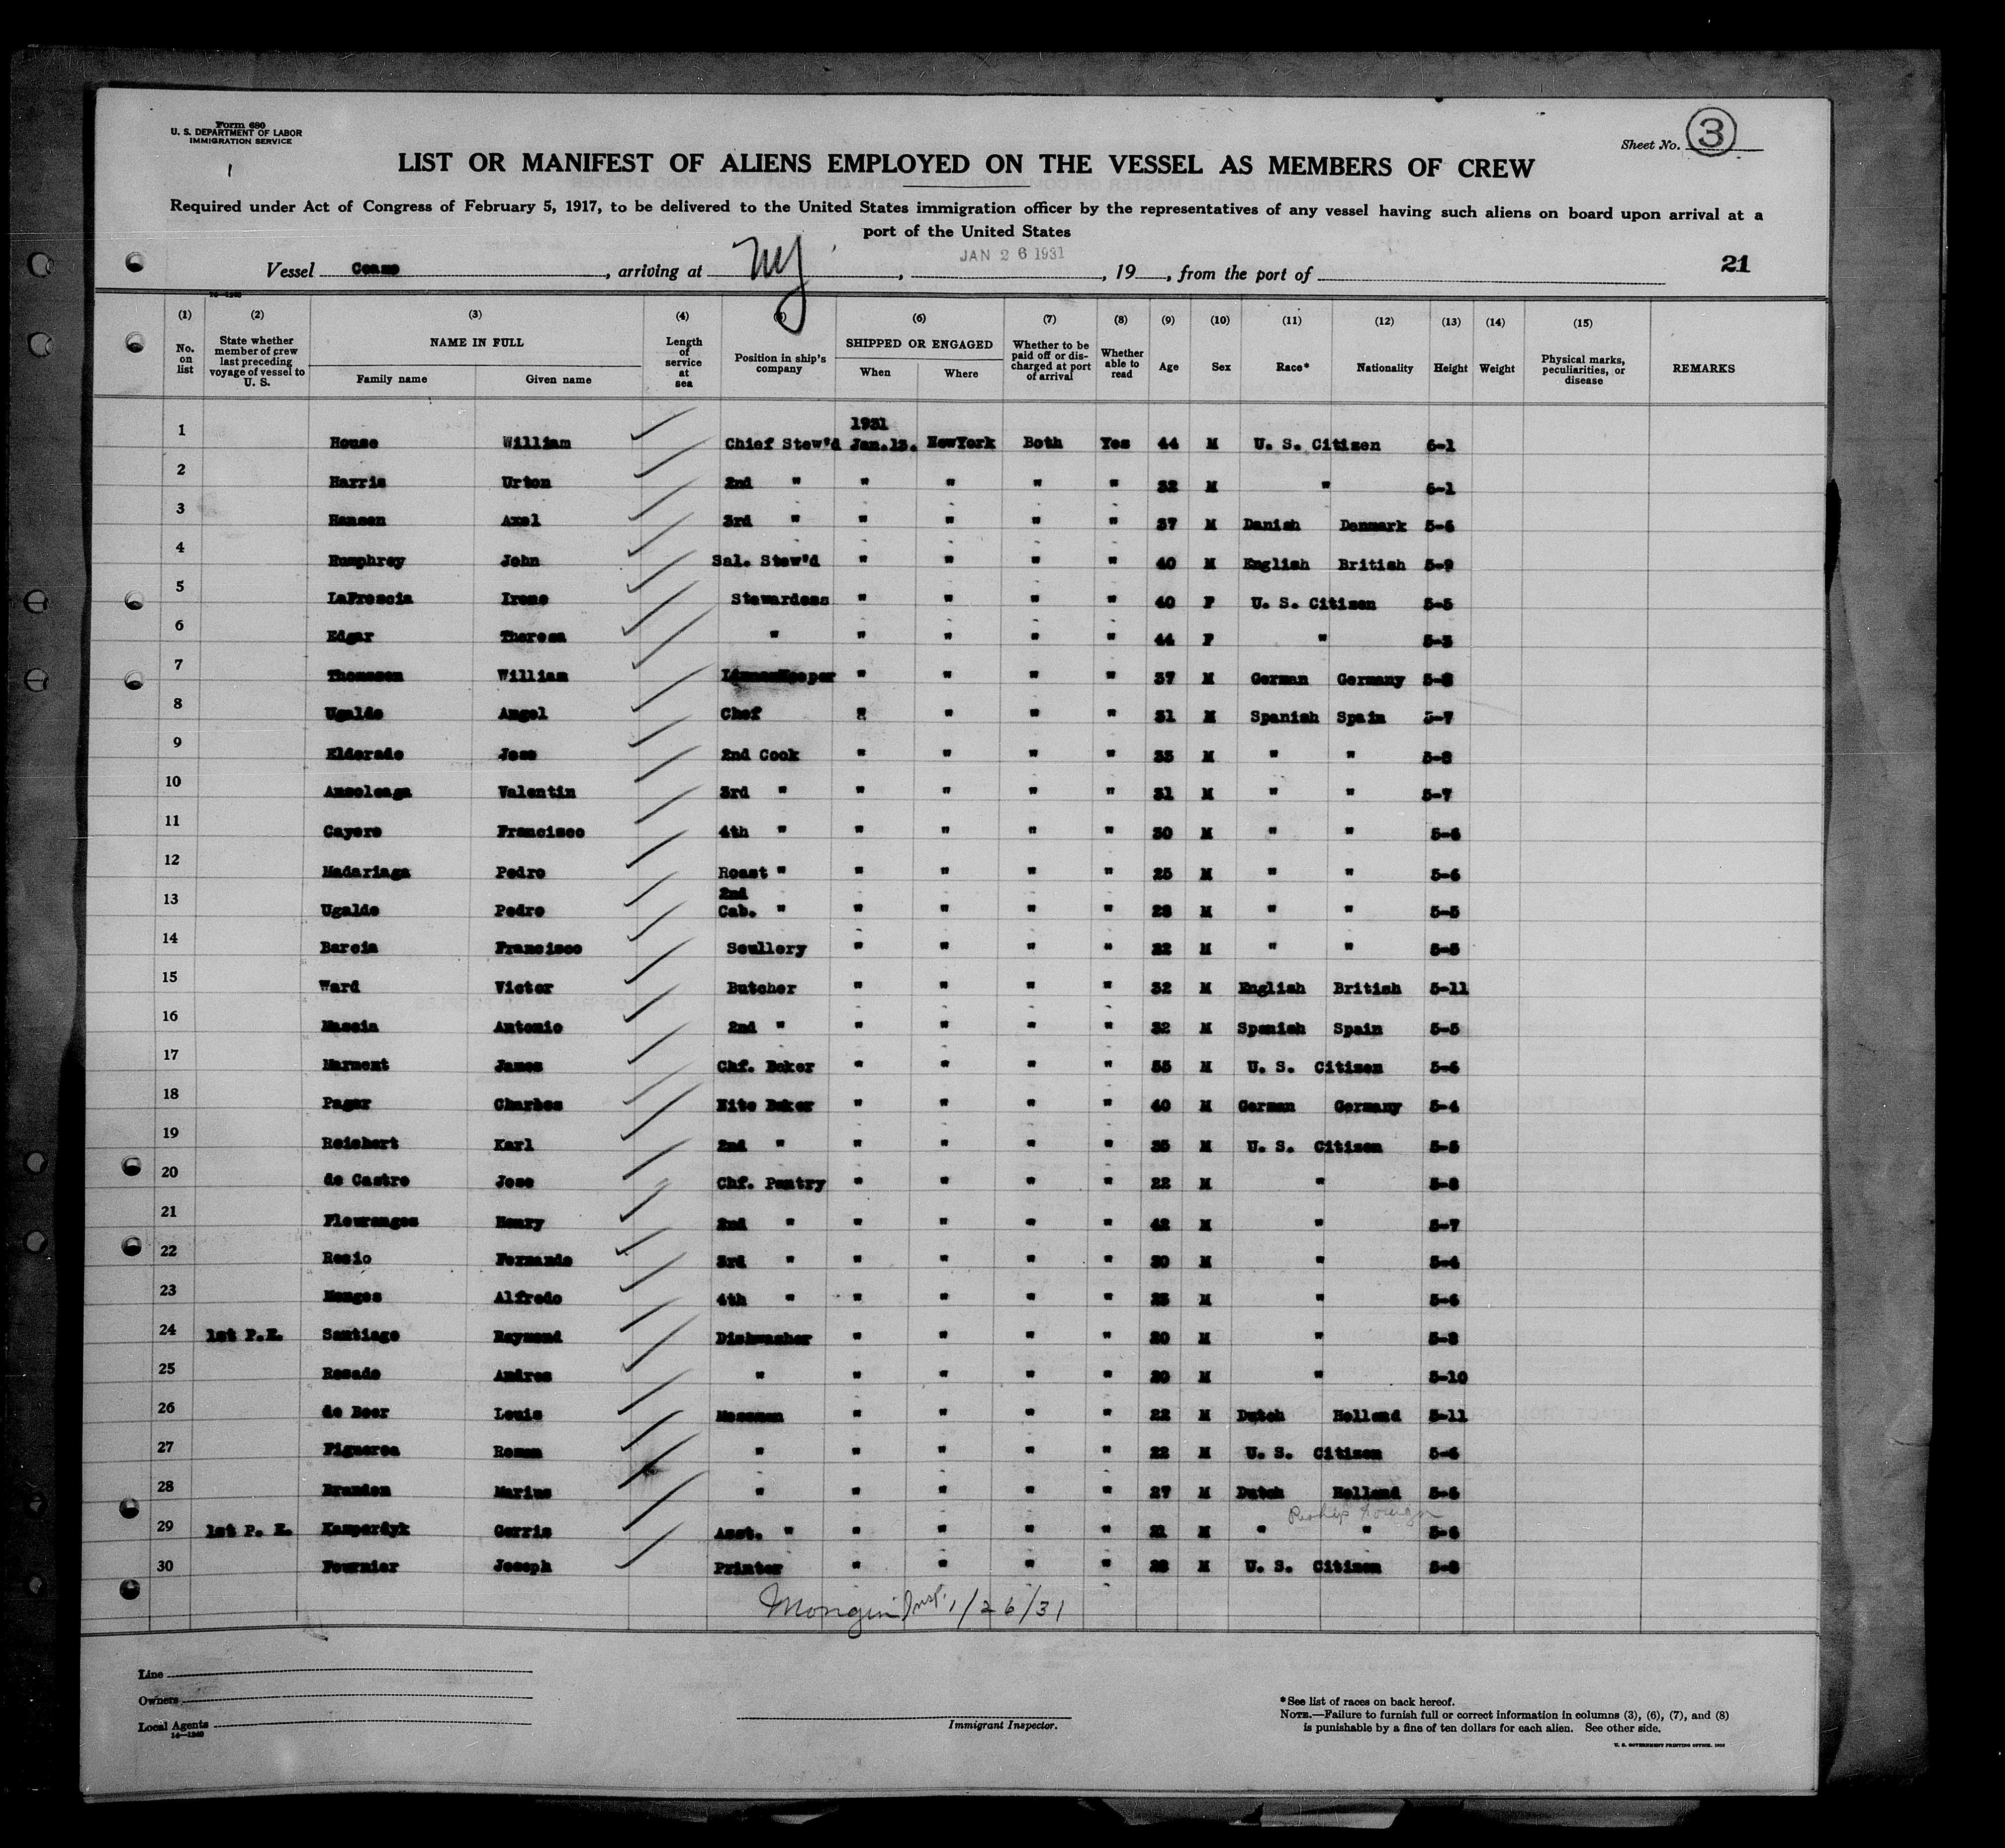 Form 680
U. S. DEPARTMENT OF LABOR
IMMIGRATION SERVICE
Sheet No. 3
LIST OR MANIFEST OF ALIENS EMPLOYED ON THE VESSEL AS MEMBERS OF CREW
Required under Act of Congress of February 5, 1917, to be delivered to the United States immigration officer by the representatives of any vessel having such aliens on board upon arrival at a
port of the United States
Vessel Coamo, arriving at NY, JAN 26 1931, 19, from the port of
21
14—1240
(1) No. on list
(2) State whether member of crew last preceding voyage of vessel to U. S.
(3) NAME IN FULL Family name Given name
(4) Length of service at sea
(5) Position in ship's company
(6) SHIPPED OR ENGAGED When Where
(7) Whether to be paid off or discharged at port of arrival
(8) Whether able to read
(9) Age
(10) Sex
(11) Race*
(12) Nationality
(13) Height
(14) Weight
(15) Physical marks, peculiarities, or disease
REMARKS
1931
1 House William Chief Stew'd Jan.13. NewYork Both Yes 44 M U. S. Citizen 6-1
2 Harris Urton 2nd " " " " " 32 M " 6-1
3 Hansen Axel 3rd " " " " " 37 M Danish Denmark 5-6
4 Humphrey John Sal. Stew'd " " " " 40 M English British 5-9
5 LaFrescia Irene Stewardess " " " " 40 F U. S. Citizen 5-5
6 Edgar Theresa " " " " " 44 F " 5-3
7 Thomsen William LinnenKeeper " " " " 37 M German Germany 5-8
8 Ugalde Angel Chef " " " " 31 M Spanish Spain 5-7
9 Elderado Jose 2nd Cook " " " " 35 M " " 5-8
10 Ansoleaga Valentin 3rd " " " " " 31 M " " 5-7
11 Cayere Francisco 4th " " " " " 30 M " " 5-6
12 Madariaga Pedro Roast " " " " " 25 M " " 5-6
13 Ugalde Pedro 2nd Cab. " " " " " 28 M " " 5-5
14 Barcia Francisco Scullery " " " " 22 M " " 5-5
15 Ward Victor Butcher " " " " 32 M English British 5-11
16 Mascia Antonio 2nd " " " " " 32 M Spanish Spain 5-5
17 Marment James Chf. Baker " " " " 55 M U. S. Citizen 5-6
18 Pagar Charles Nite Baker " " " " 40 M German Germany 5-4
19 Reichert Karl 2nd " " " " " 35 M U. S. Citizen 5-5
20 de Castro Jose Chf. Pantry " " " " 22 M " 5-8
21 Fleuranges Henry 2nd " " " " " 42 M " 5-7
22 Rosio Fernando 3rd " " " " " 30 M " 5-4
23 Monges Alfredo 4th " " " " " 25 M " 5-6
24 1st P.E. Santiago Raymond Dishwasher " " " " 20 M " 5-8
25 Rosado Andres " " " " " 20 M " 5-10
26 de Boer Louis Messman " " " " 22 M Dutch Holland 5-11
27 Figueroa Roman " " " " " 22 M U. S. Citizen 5-6
28 Branden Marius " " " " " 27 M Dutch Holland 5-6
29 1st P. E. Kamperdyk Gerris Asst. " " " " " 21 M " " 5-6
30 Fournier Joseph Printer " " " " 28 M U. S. Citizen 5-8
Mongin Insp. 1/26/31
Line
Owners
Local Agents
14—1240
Immigrant Inspector.
*See list of races on back hereof.
NOTE.—Failure to furnish full or correct information in columns (3), (6), (7), and (8)
is punishable by a fine of ten dollars for each alien. See other side.